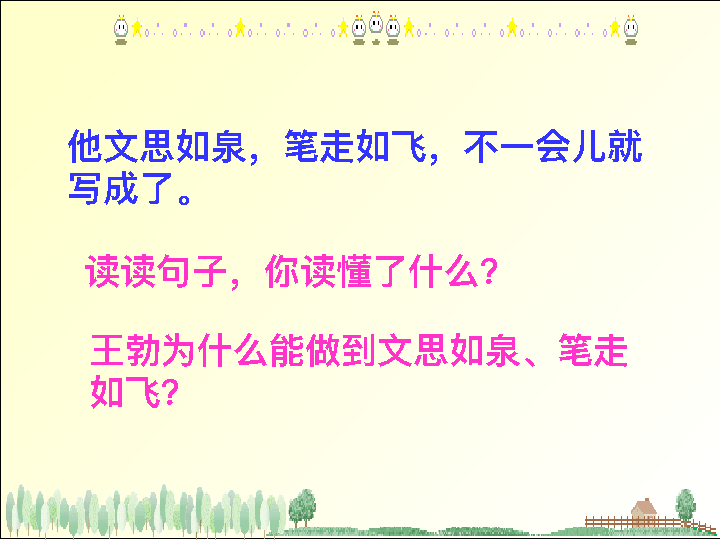 他文思如泉，笔走如飞，不一会儿就
写成了。
读读句子，你读懂了什么？
王勃为什么能做到文思如泉、笔走
如飞？